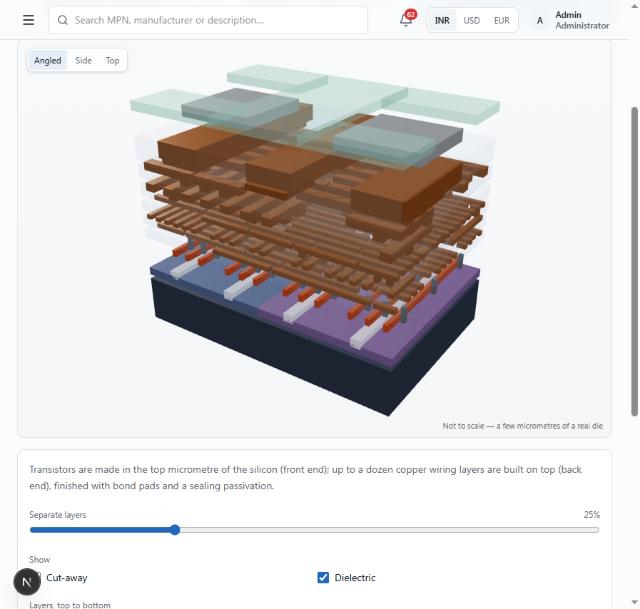 Search MPN, manufacturer or description...
62
INR USD EUR
A
Admin
Administrator
Angled Side Top
Not to scale — a few micrometres of a real die
Transistors are made in the top micrometre of the silicon (front end); up to a dozen copper wiring layers are built on top (back
end), finished with bond pads and a sealing passivation.
Separate layers
25%
Show
Cut-away
Dielectric
N
Layers, top to bottom